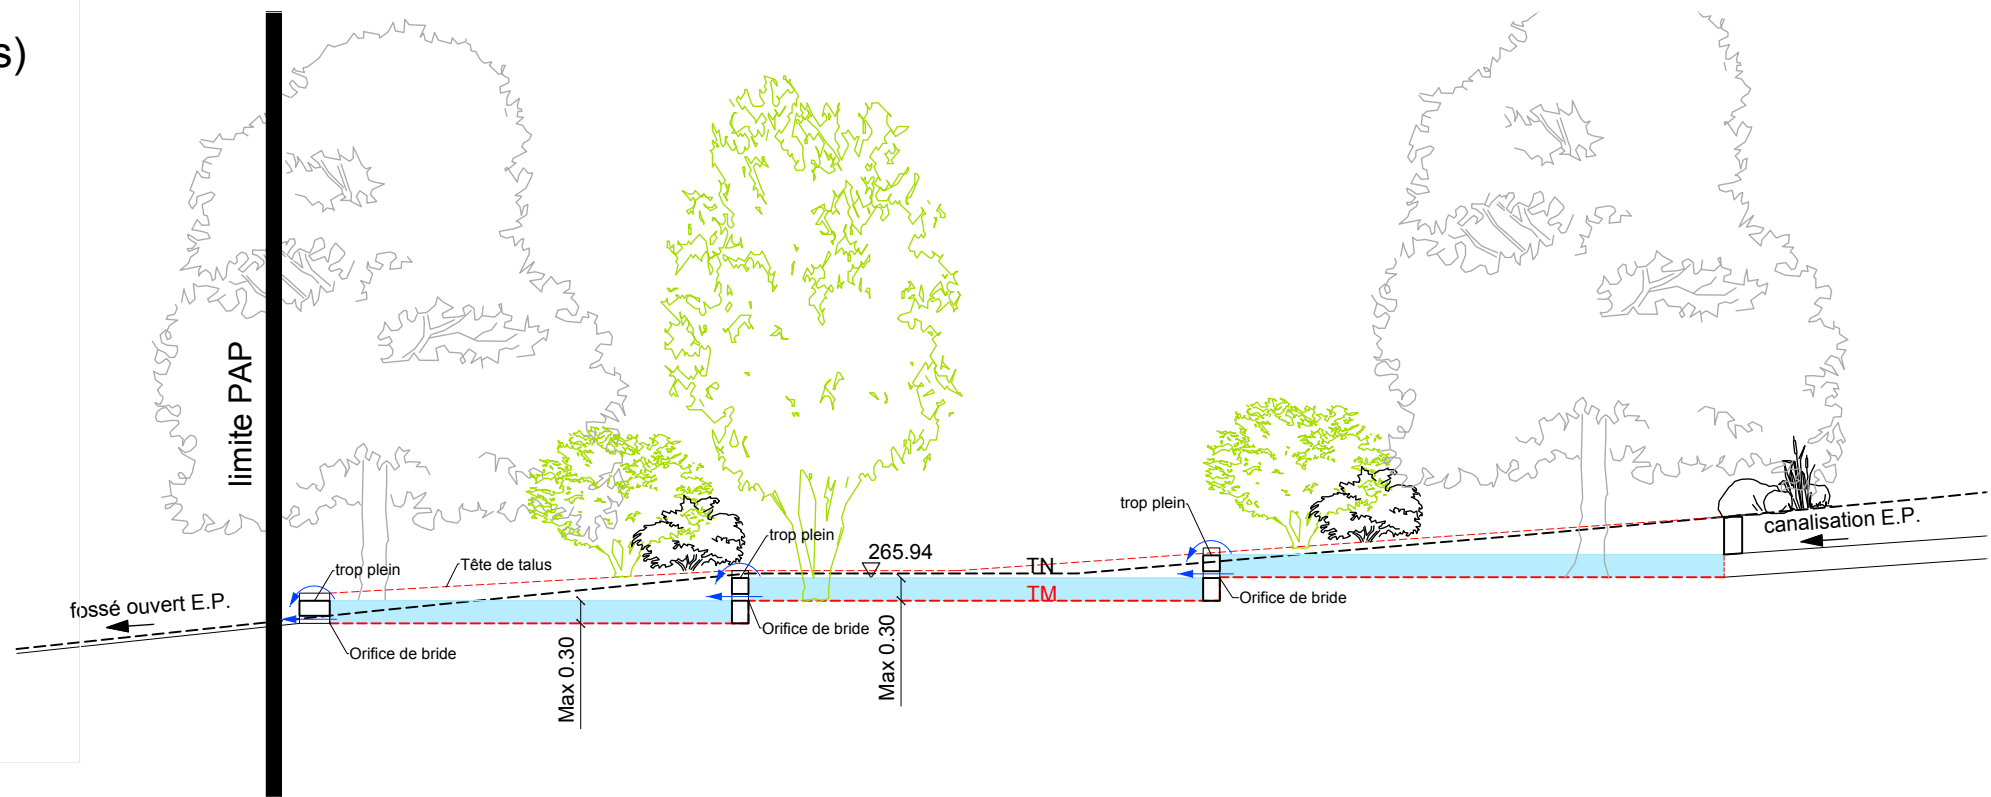 s)
limite PAP
fossé ouvert E.P.
trop plein
Tête de talus
Orifice de bride
Max 0.30
trop plein
Orifice de bride
265.94
Max 0.30
TN
TM
trop plein
Orifice de bride
canalisation E.P.